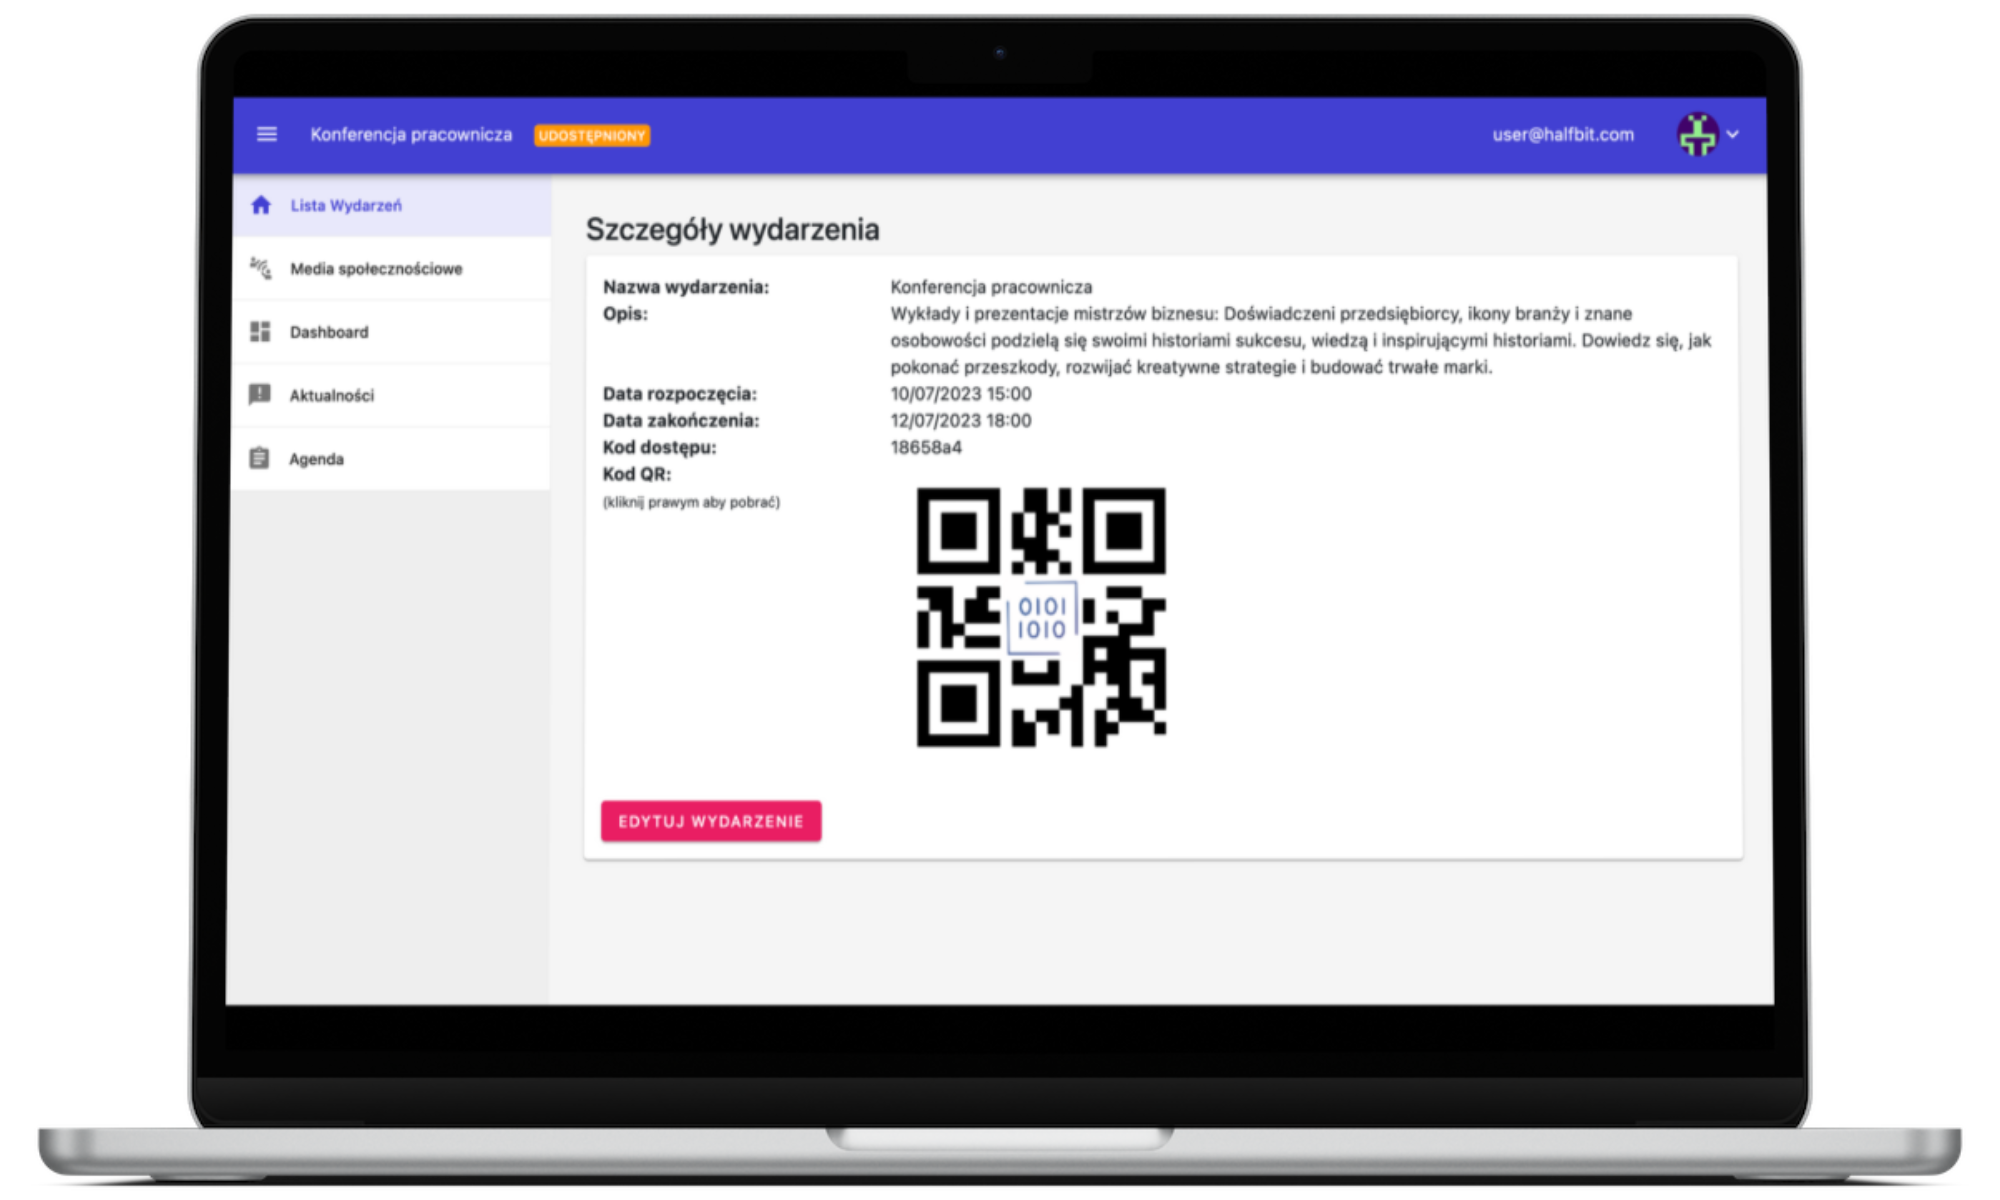 Konferencja pracownicza UDOSTĘPNIONY user@halfbit.com
Lista Wydarzeń
Media społecznościowe
Dashboard
Aktualności
Agenda
Szczegóły wydarzenia
Nazwa wydarzenia: Konferencja pracownicza
Opis: Wykłady i prezentacje mistrzów biznesu: Doświadczeni przedsiębiorcy, ikony branży i znane
osobowości podzielą się swoimi historiami sukcesu, wiedzą i inspirującymi historiami. Dowiedz się, jak
pokonać przeszkody, rozwijać kreatywne strategie i budować trwałe marki.
Data rozpoczęcia: 10/07/2023 15:00
Data zakończenia: 12/07/2023 18:00
Kod dostępu: 18658a4
Kod QR:
(kliknij prawym aby pobrać)
0101
1010
EDYTUJ WYDARZENIE